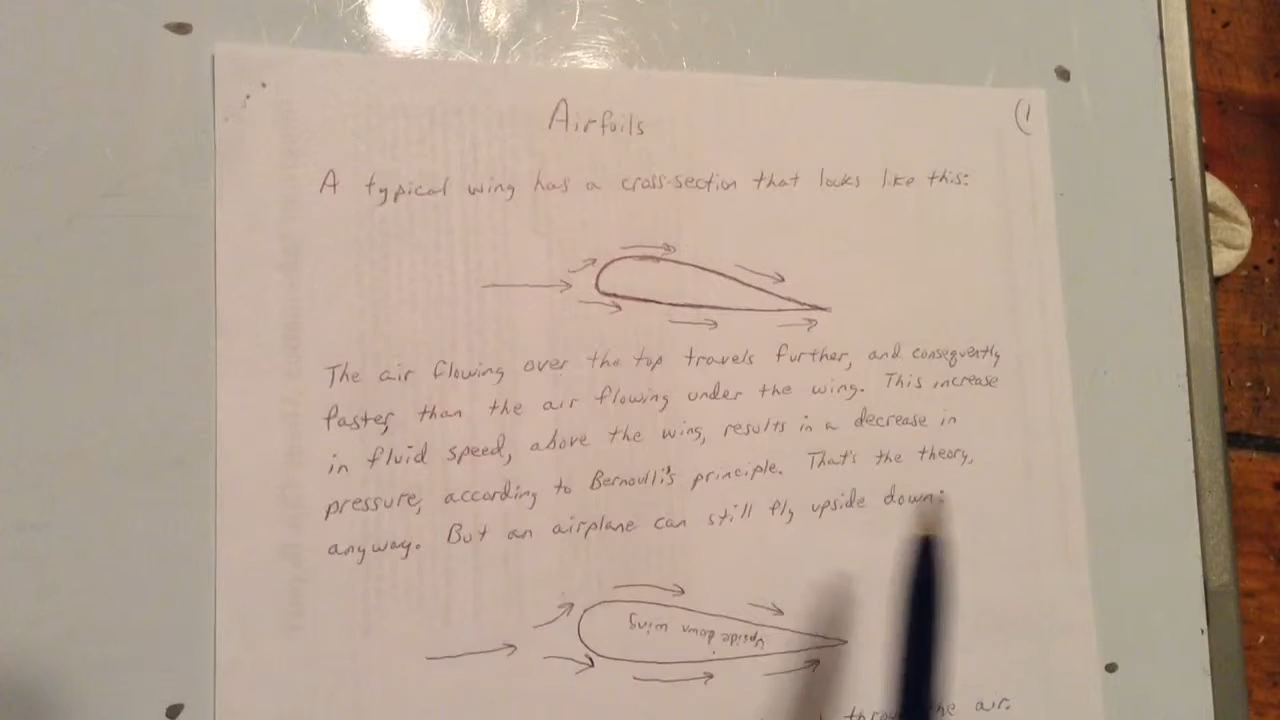 Airfoils
(1
A typical wing has a cross-section that looks like this:
The air flowing over the top travels further, and consequently
faster, than the air flowing under the wing. This increase
in fluid speed, above the wing, results in a decrease in
pressure, according to Bernoulli's principle. That's the theory,
anyway. But an airplane can still fly upside down:
Upside down wing
air.